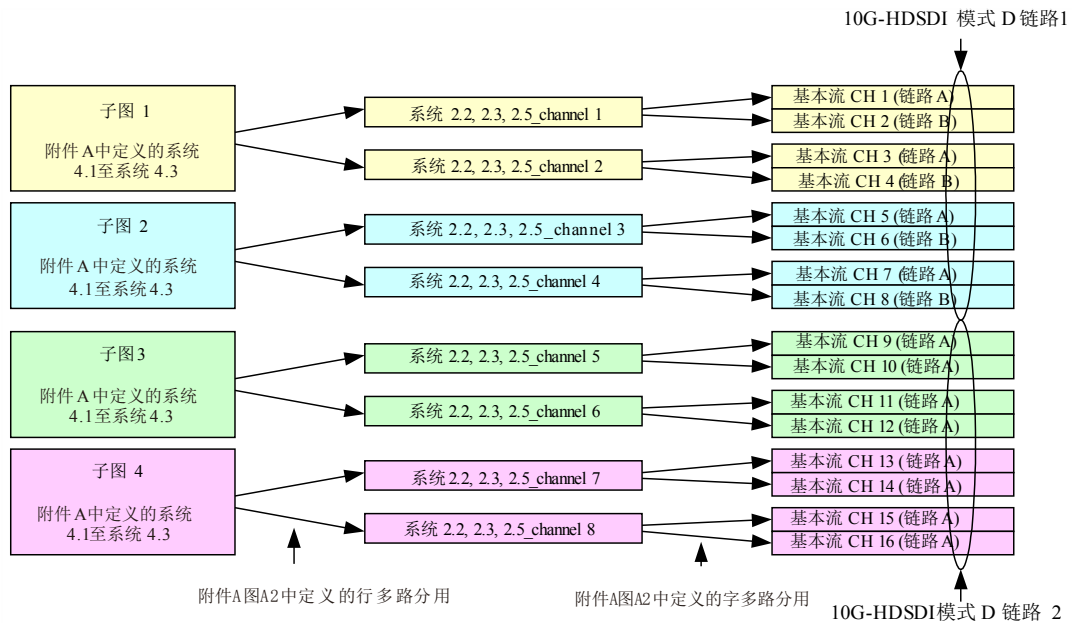 10G-HDSDI 模式 D 链路1
子图 1
附件A中定义的系统
4.1至系统 4.3
系统 2.2, 2.3, 2.5_channel 1
系统 2.2, 2.3, 2.5_channel 2
基本流 CH 1 (链路A)
基本流 CH 2 (链路 B)
基本流 CH 3 (链路A)
基本流 CH 4 (链路 B)
子图 2
附件A中定义的系统
4.1至系统4.3
系统 2.2, 2.3, 2.5_channel 3
系统 2.2, 2.3, 2.5_channel 4
基本流 CH 5 (链路A)
基本流 CH 6 (链路 B)
基本流 CH 7 (链路A)
基本流 CH 8 (链路 B)
子图3
附件A中定义的系统
4.1至系统4.3
系统 2.2, 2.3, 2.5_channel 5
系统 2.2, 2.3, 2.5_channel 6
基本流 CH 9 (链路A)
基本流 CH 10 (链路A)
基本流 CH 11 (链路A)
基本流 CH 12 (链路A)
子图 4
附件A中定义的系统
4.1至系统 4.3
系统 2.2, 2.3, 2.5_channel 7
系统 2.2, 2.3, 2.5_channel 8
基本流 CH 13 (链路A)
基本流 CH 14 (链路A)
基本流 CH 15 (链路A)
基本流 CH 16 (链路A)
附件A图A2中定义的行多路分用
附件A图A2中定义的字多路分用
10G-HDSDI模式 D 链路 2